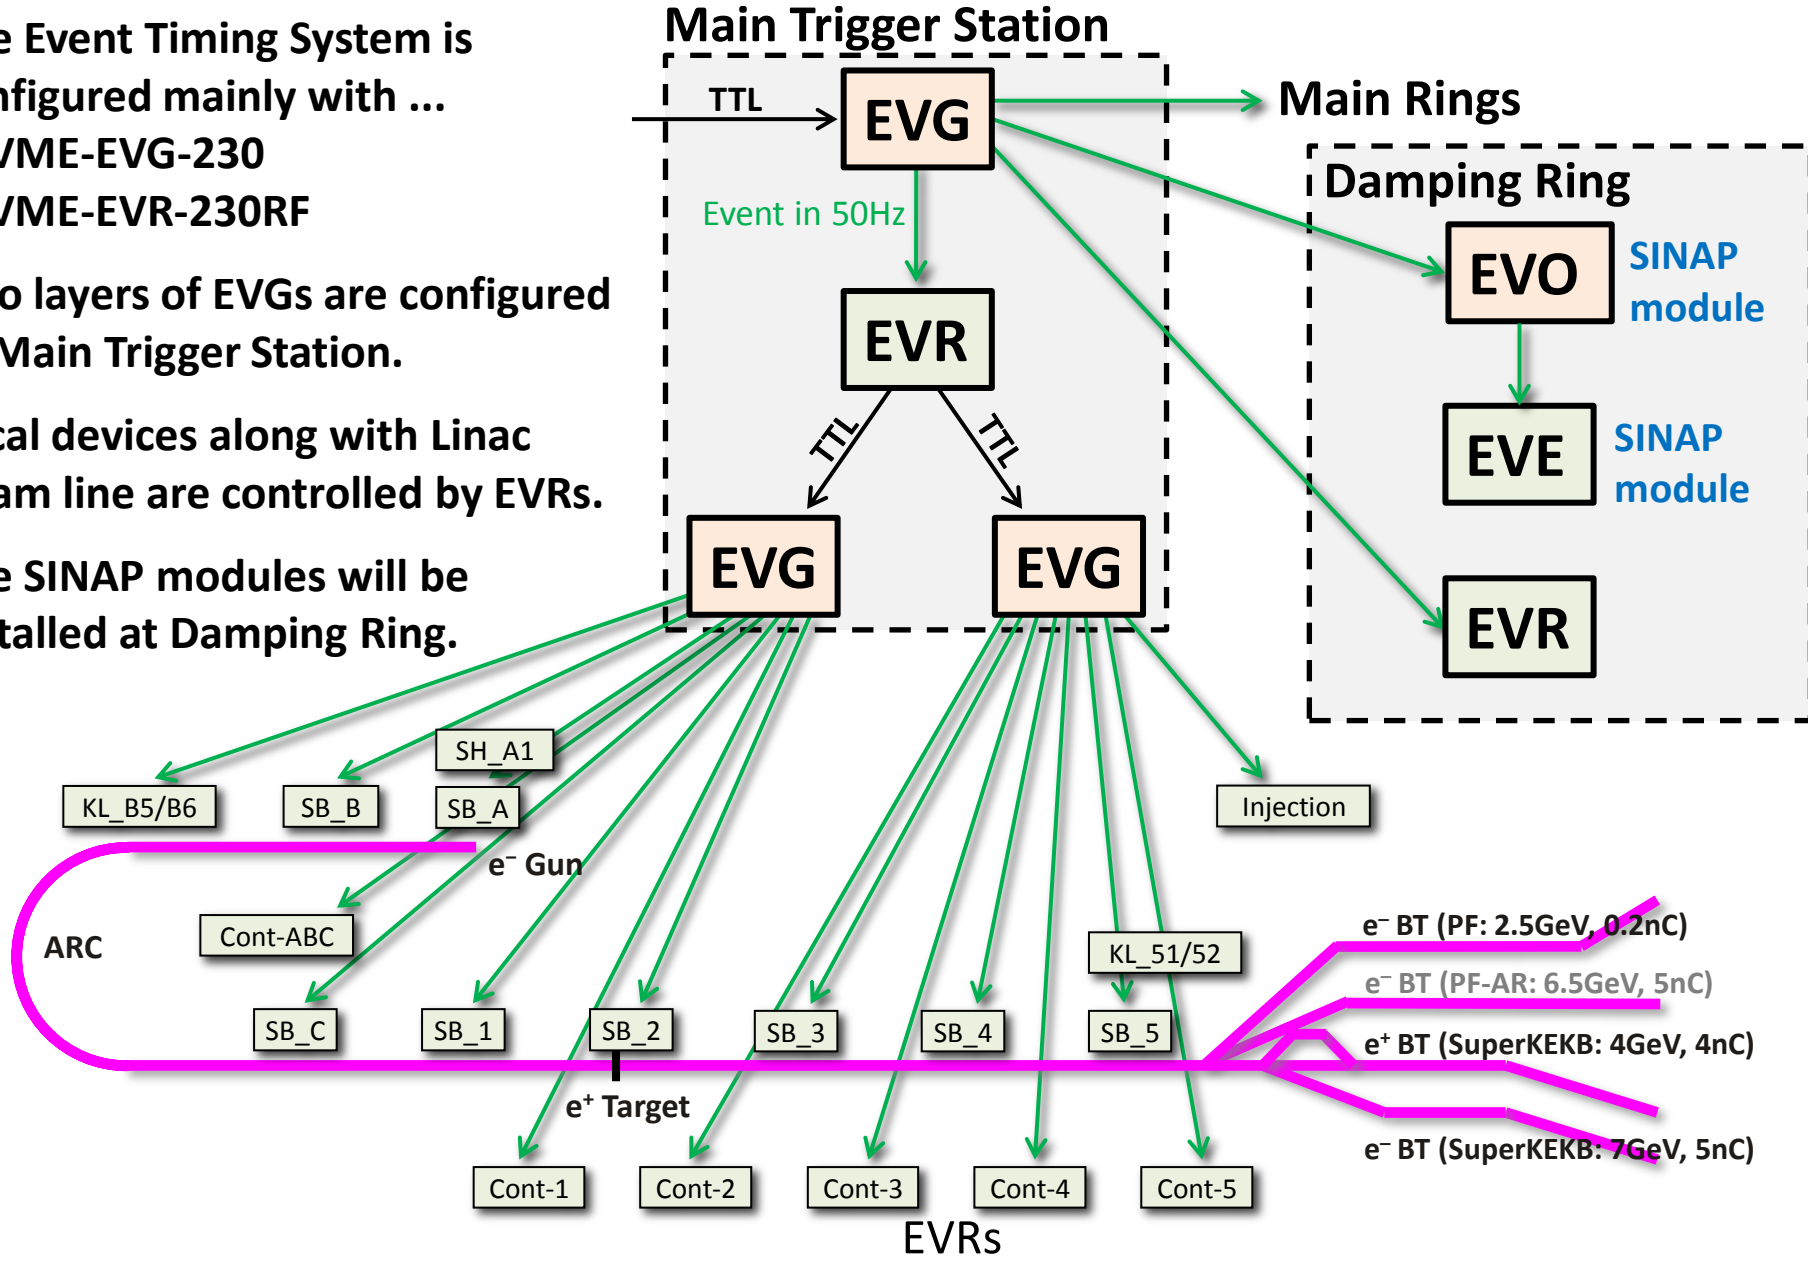 e Event Timing System is
nfigured mainly with ...
VME-EVG-230
VME-EVR-230RF
o layers of EVGs are configured
Main Trigger Station.
cal devices along with Linac
am line are controlled by EVRs.
e SINAP modules will be
talled at Damping Ring.
Main Trigger Station
TTL
EVG
Main Rings
Event in 50Hz
EVR
TTL
TTL
EVG
EVG
Damping Ring
EVO
SINAP
module
EVE
SINAP
module
EVR
SH_A1
KL_B5/B6
SB_B
SB_A
Injection
e⁻ Gun
Cont-ABC
ARC
KL_51/52
SB_C
SB_1
SB_2
SB_3
SB_4
SB_5
e⁻ BT (PF: 2.5GeV, 0.2nC)
e⁻ BT (PF-AR: 6.5GeV, 5nC)
e⁺ BT (SuperKEKB: 4GeV, 4nC)
e⁻ BT (SuperKEKB: 7GeV, 5nC)
e⁺ Target
Cont-1
Cont-2
Cont-3
Cont-4
Cont-5
EVRs